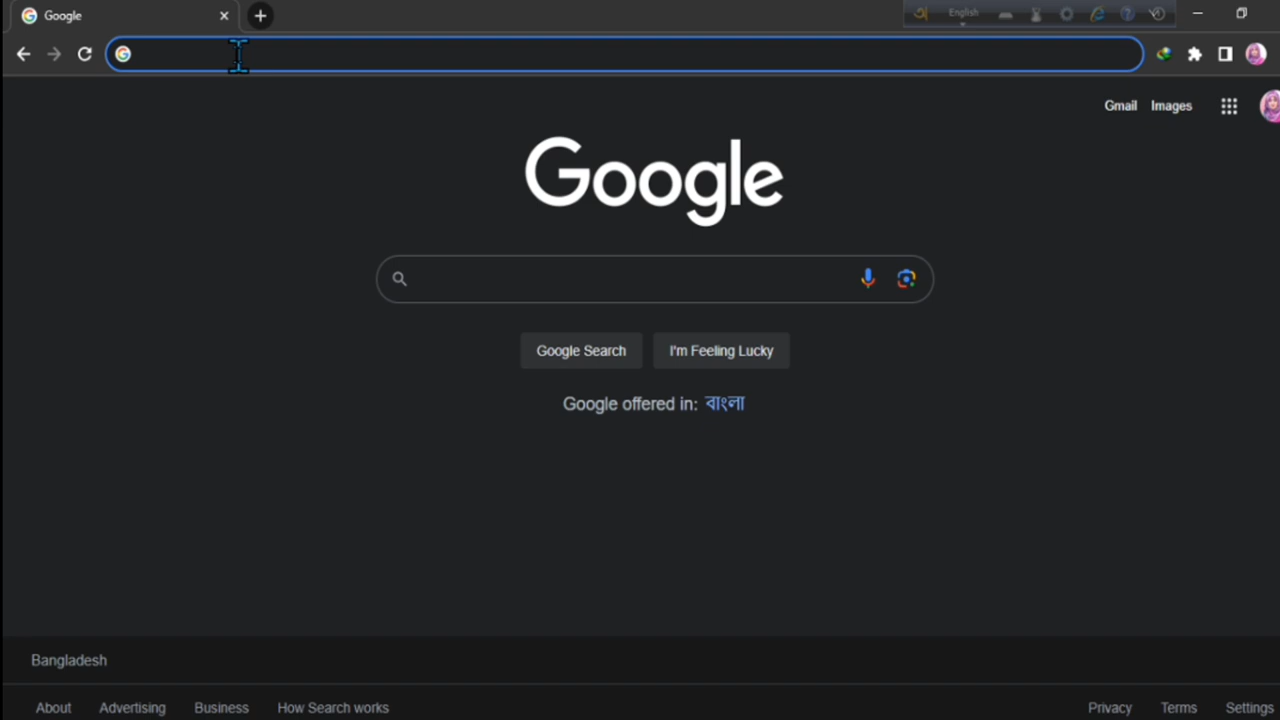 Google
English
Gmail Images
Google
Google Search I'm Feeling Lucky
Google offered in: বাংলা
Bangladesh
About Advertising Business How Search works Privacy Terms Settings